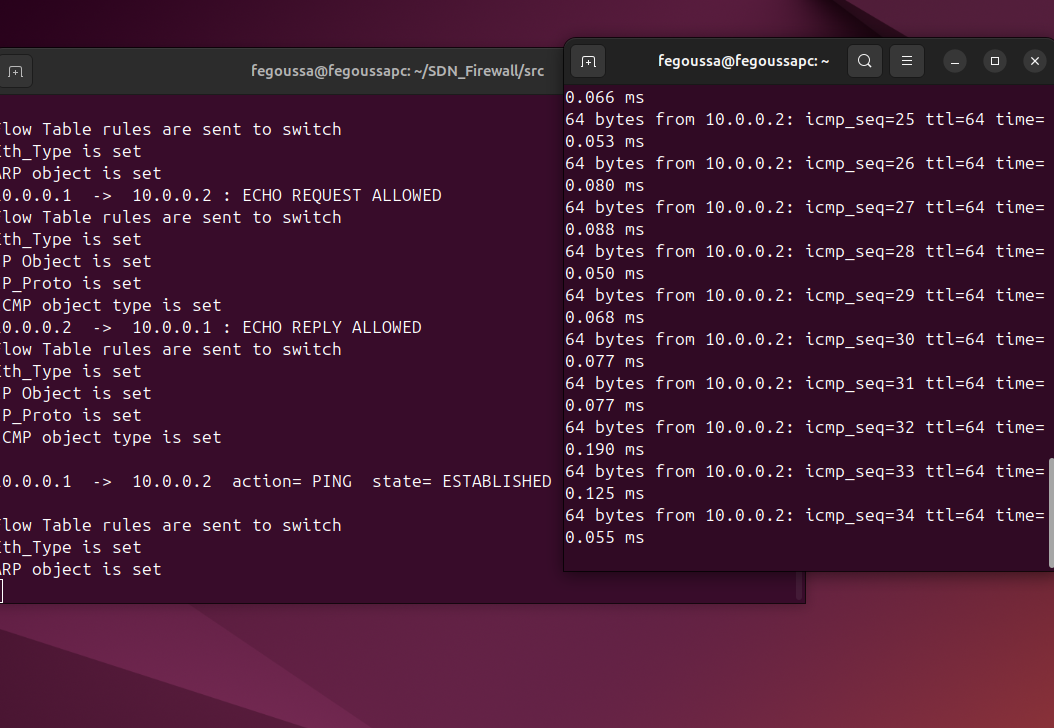 fegoussa@fegoussapc: ~/SDN_Firewall/src
low Table rules are sent to switch
th_Type is set
ARP object is set
0.0.0.1  ->  10.0.0.2 : ECHO REQUEST ALLOWED
low Table rules are sent to switch
th_Type is set
P Object is set
P_Proto is set
CMP object type is set
0.0.0.2  ->  10.0.0.1 : ECHO REPLY ALLOWED
low Table rules are sent to switch
th_Type is set
P Object is set
P_Proto is set
CMP object type is set
0.0.0.1  ->  10.0.0.2  action= PING  state= ESTABLISHED
low Table rules are sent to switch
th_Type is set
ARP object is set
fegoussa@fegoussapc: ~
0.066 ms
64 bytes from 10.0.0.2: icmp_seq=25 ttl=64 time=
0.053 ms
64 bytes from 10.0.0.2: icmp_seq=26 ttl=64 time=
0.080 ms
64 bytes from 10.0.0.2: icmp_seq=27 ttl=64 time=
0.088 ms
64 bytes from 10.0.0.2: icmp_seq=28 ttl=64 time=
0.050 ms
64 bytes from 10.0.0.2: icmp_seq=29 ttl=64 time=
0.068 ms
64 bytes from 10.0.0.2: icmp_seq=30 ttl=64 time=
0.077 ms
64 bytes from 10.0.0.2: icmp_seq=31 ttl=64 time=
0.077 ms
64 bytes from 10.0.0.2: icmp_seq=32 ttl=64 time=
0.190 ms
64 bytes from 10.0.0.2: icmp_seq=33 ttl=64 time=
0.125 ms
64 bytes from 10.0.0.2: icmp_seq=34 ttl=64 time=
0.055 ms